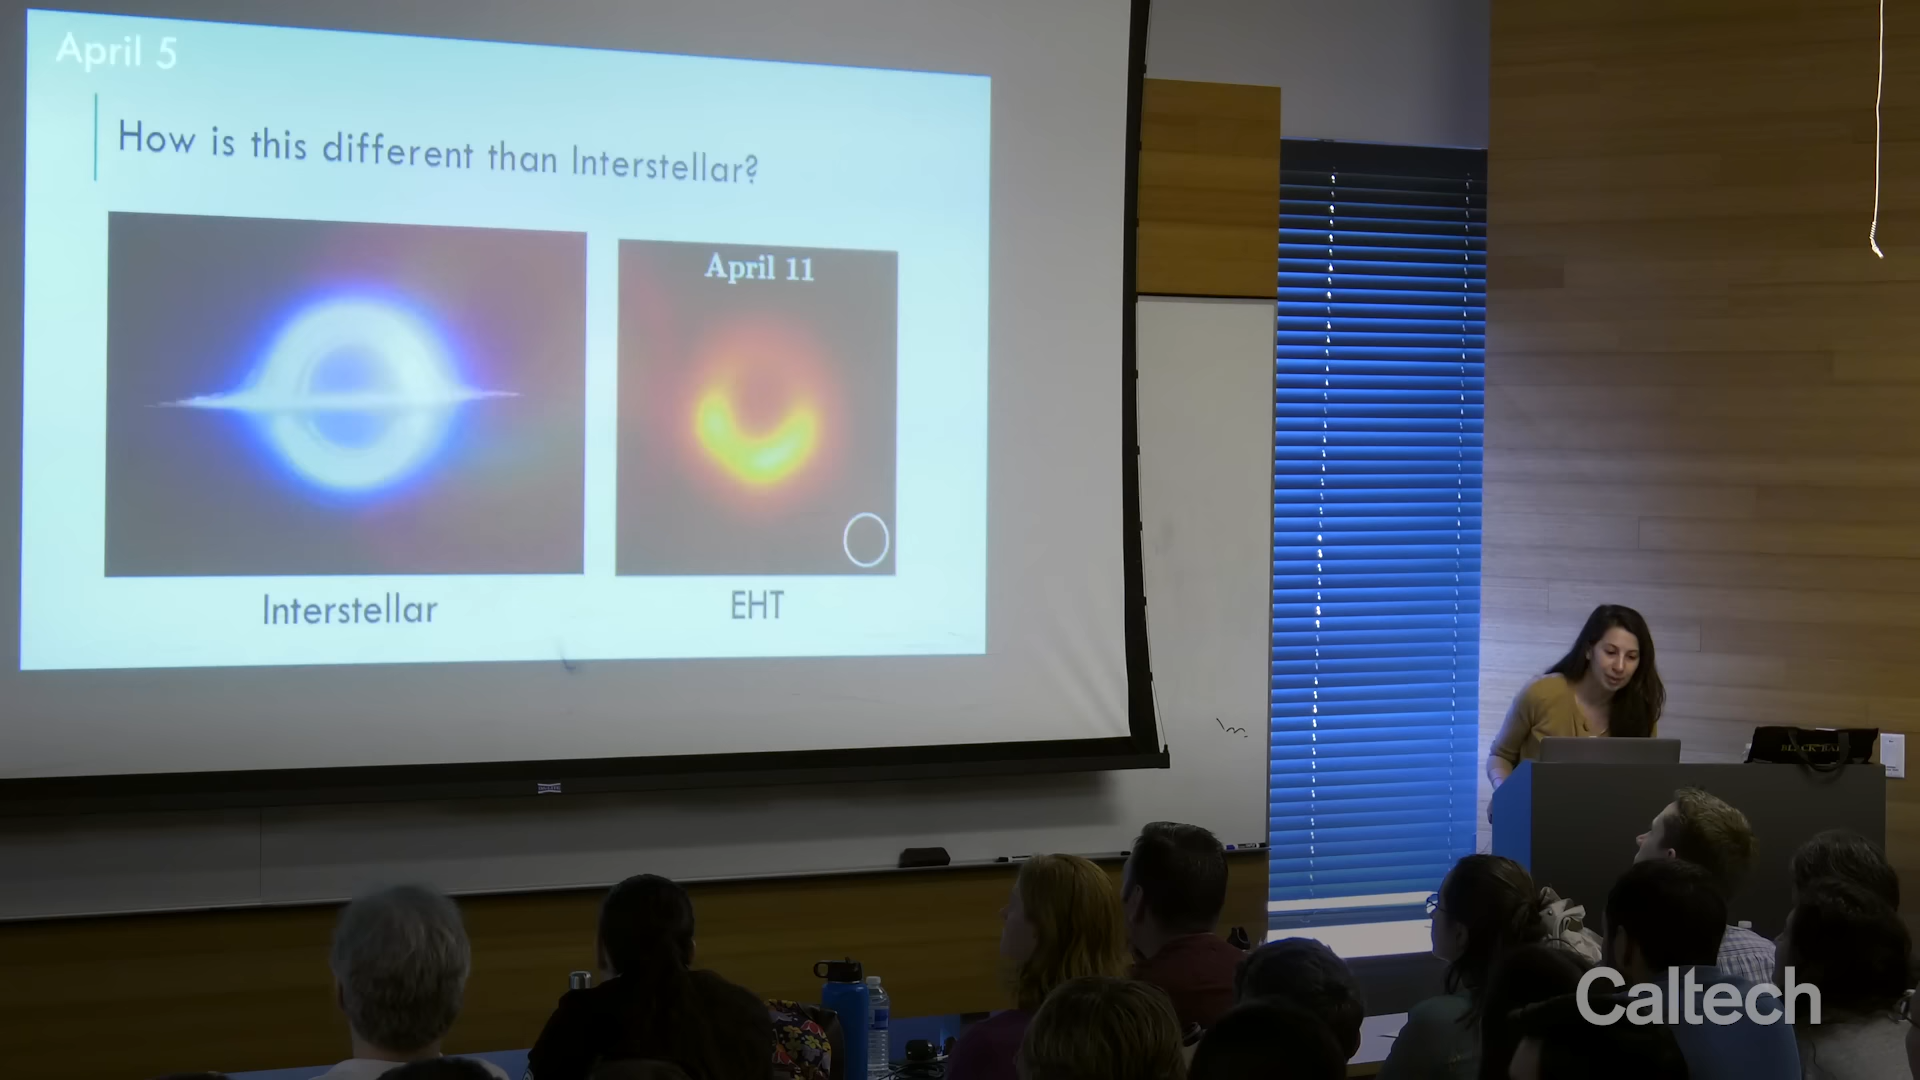 April 5
How is this different than Interstellar?
April 11
Interstellar
EHT
Caltech